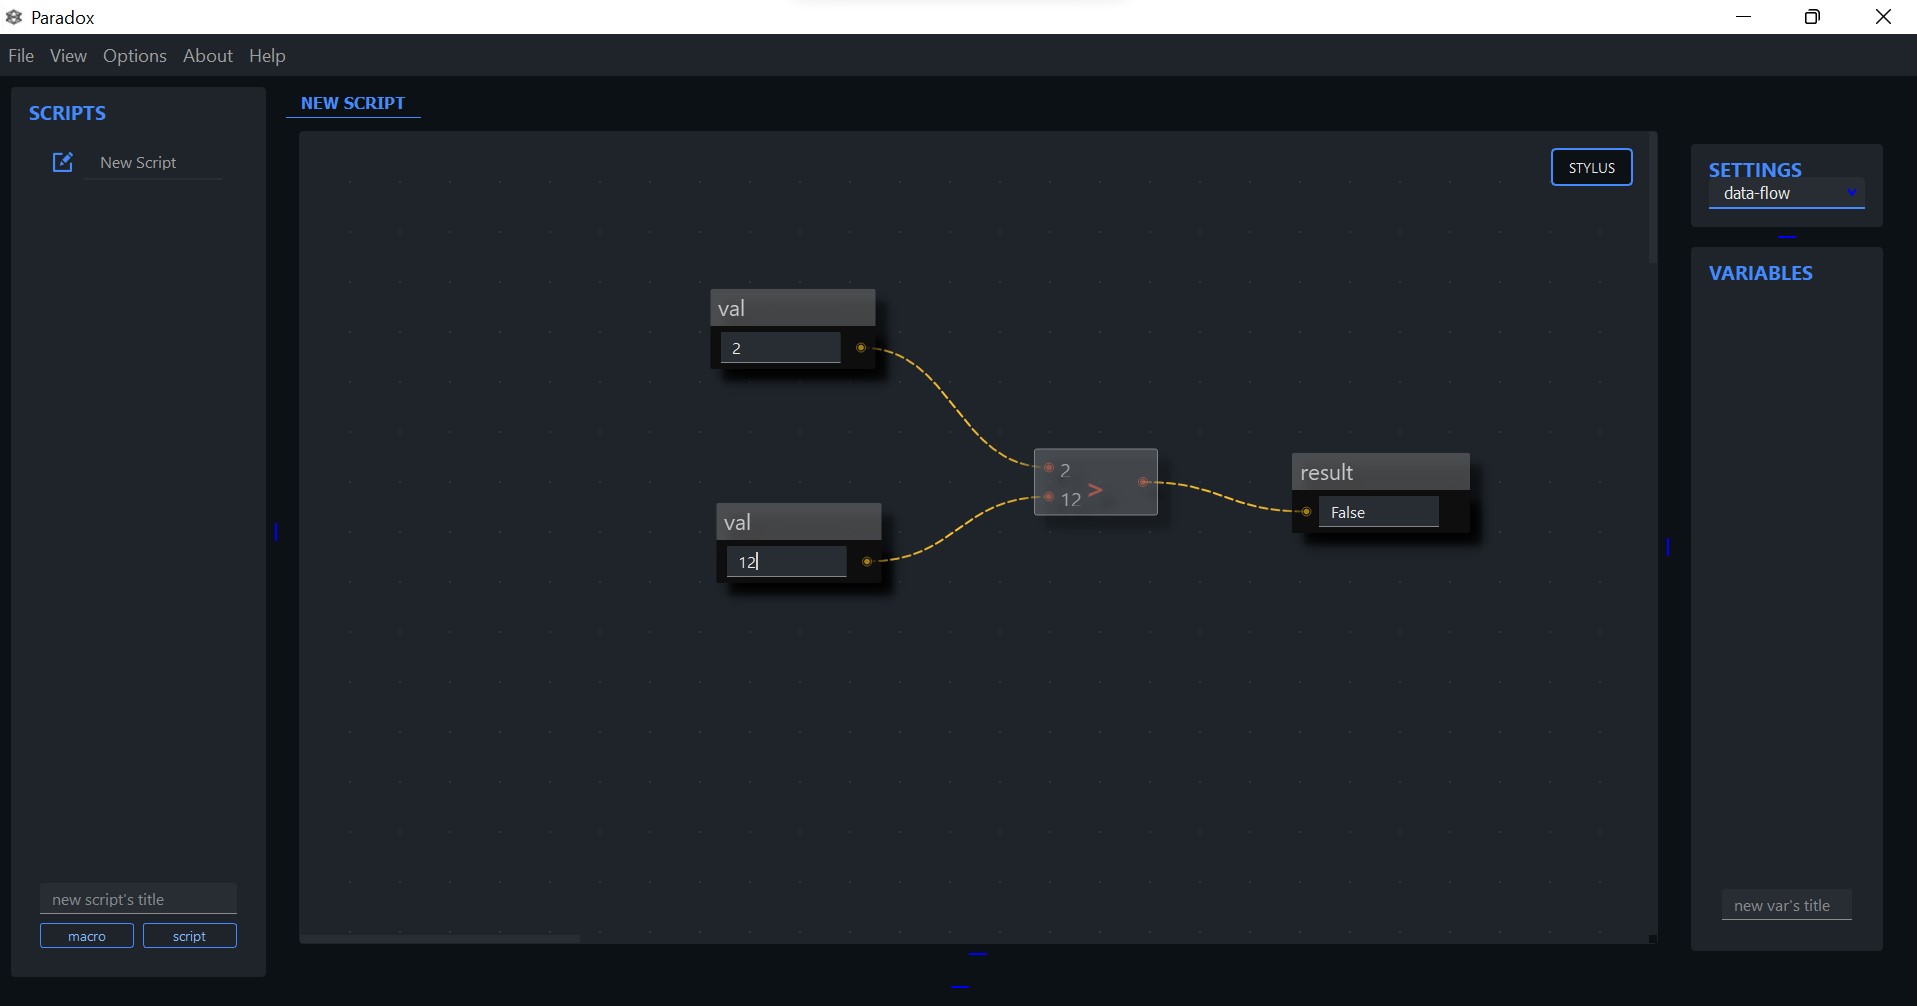 Paradox
File View Options About Help
SCRIPTS
New Script
new script's title
macro script
NEW SCRIPT
STYLUS
val
2
val
12
2
12
>
result
False
SETTINGS
data-flow
VARIABLES
new var's title